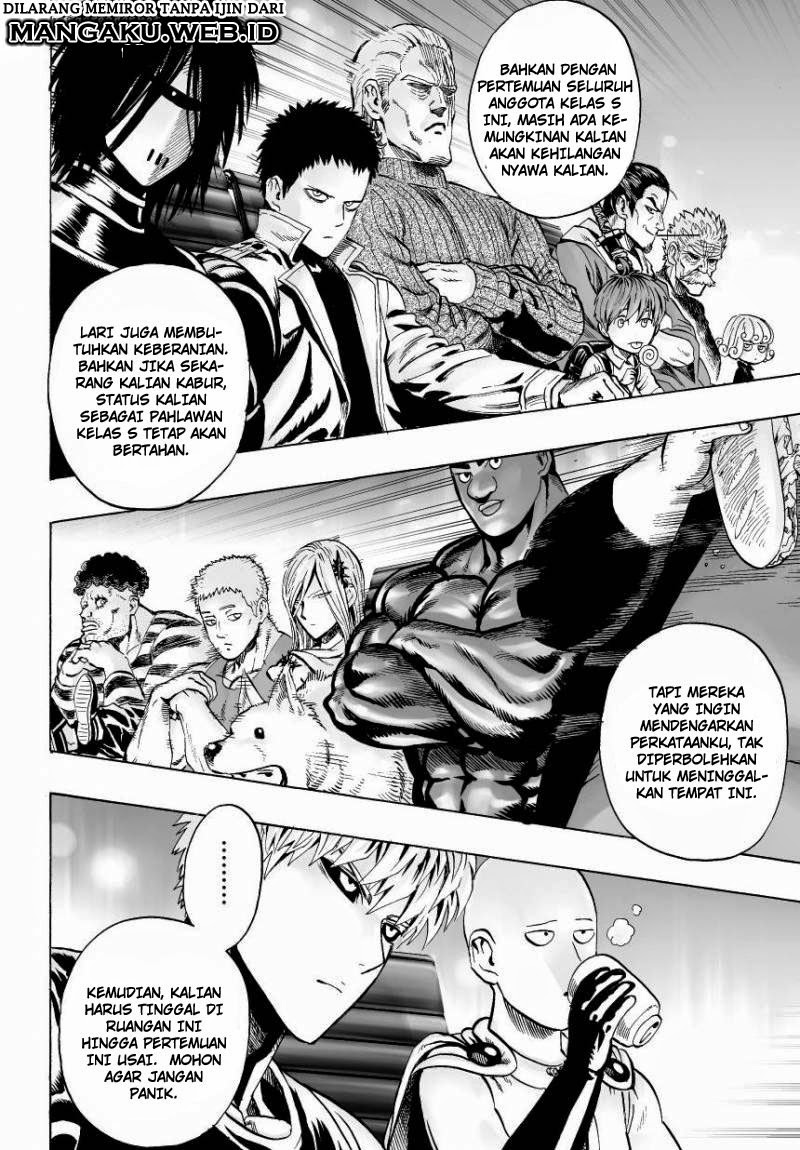 DILARANG MEMIROR TANPA IJIN DARI
MANGAKU.WEB.ID
BAHKAN DENGAN
PERTEMUAN SELURUH
ANGGOTA KELAS S
INI, MASIH ADA KE-
MUNGKINAN KALIAN
AKAN KEHILANGAN
NYAWA KALIAN.
LARI JUGA MEMBU-
TUHKAN KEBERANIAN.
BAHKAN JIKA SEKA-
RANG KALIAN KABUR,
STATUS KALIAN
SEBAGAI PAHLAWAN
KELAS S TETAP AKAN
BERTAHAN.
TAPI MEREKA
YANG INGIN
MENDENGARKAN
PERKATAANKU, TAK
DIPERBOLEHKAN
UNTUK MENINGGAL-
KAN TEMPAT INI.
.........
KEMUDIAN, KALIAN
HARUS TINGGAL DI
RUANGAN INI
HINGGA PERTEMUAN
INI USAI. MOHON
AGAR JANGAN
PANIK.